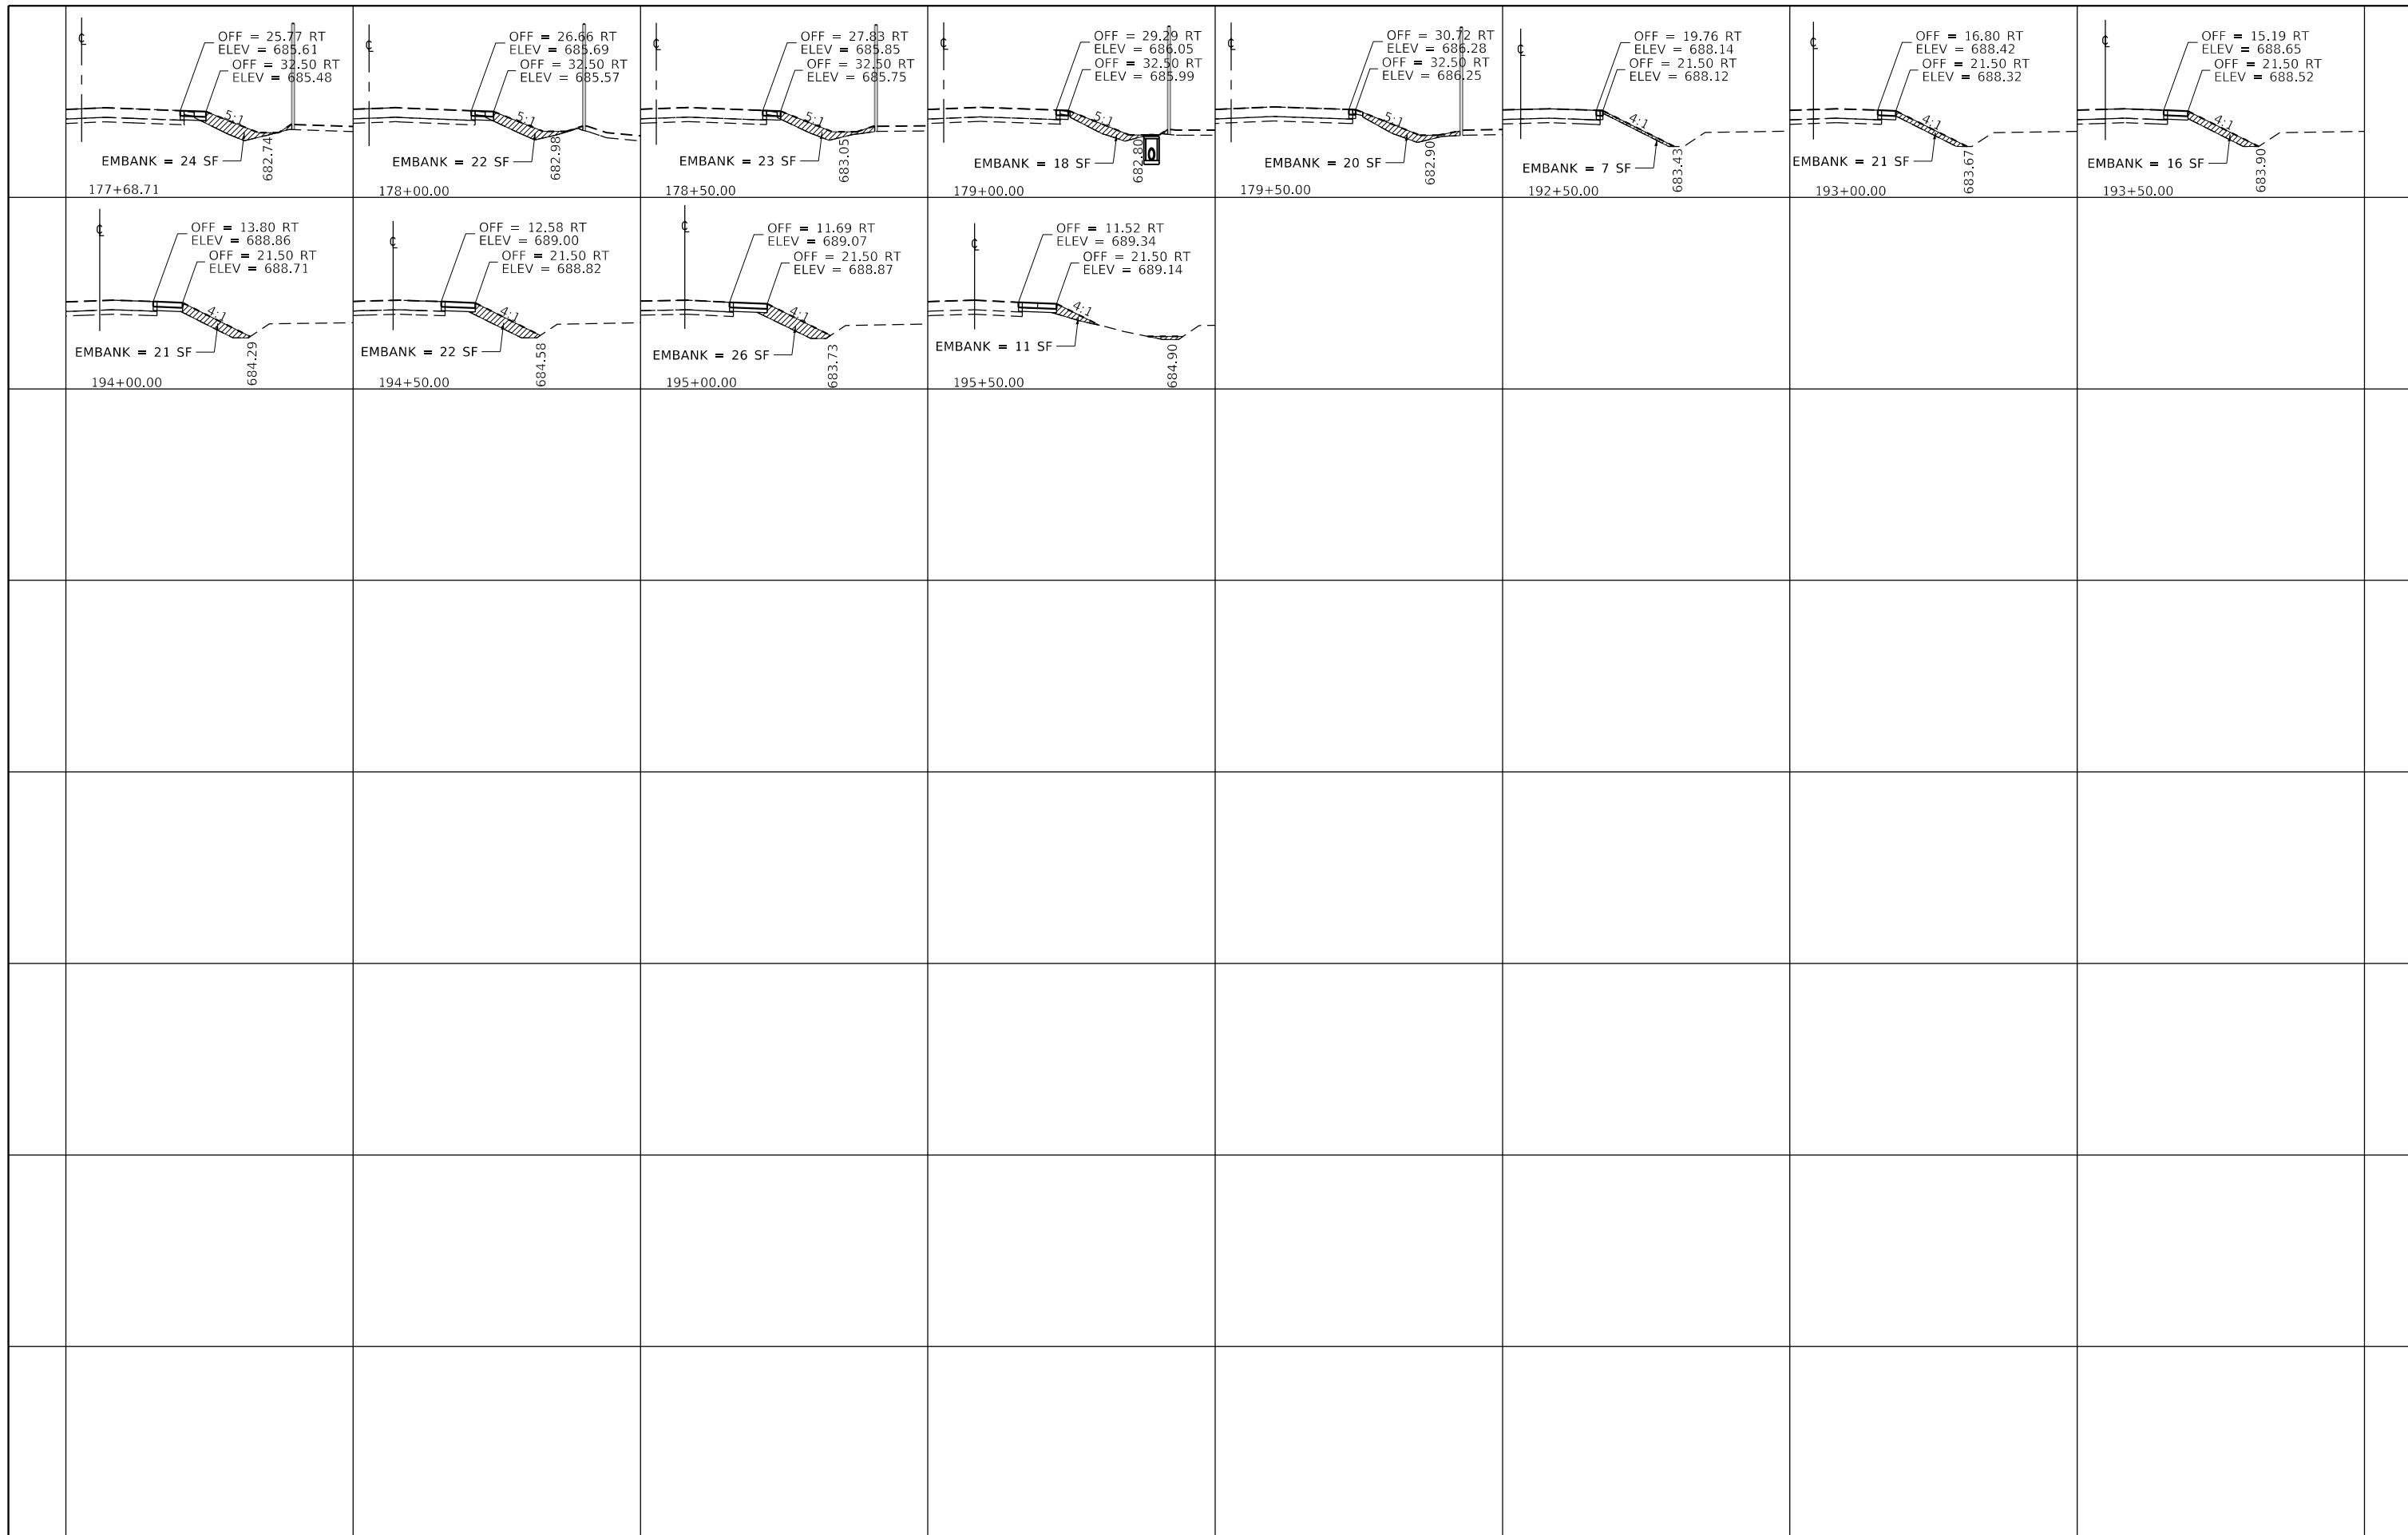 ℄
OFF = 25.77 RT
ELEV = 685.61
OFF = 32.50 RT
ELEV = 685.48
5:1
EMBANK = 24 SF
682.74
177+68.71
℄
OFF = 26.66 RT
ELEV = 685.69
OFF = 32.50 RT
ELEV = 685.57
5:1
EMBANK = 22 SF
682.98
178+00.00
℄
OFF = 27.83 RT
ELEV = 685.85
OFF = 32.50 RT
ELEV = 685.75
5:1
EMBANK = 23 SF
683.05
178+50.00
℄
OFF = 29.29 RT
ELEV = 686.05
OFF = 32.50 RT
ELEV = 685.99
5:1
EMBANK = 18 SF
682.80
179+00.00
℄
OFF = 30.72 RT
ELEV = 686.28
OFF = 32.50 RT
ELEV = 686.25
5:1
EMBANK = 20 SF
682.90
179+50.00
℄
OFF = 19.76 RT
ELEV = 688.14
OFF = 21.50 RT
ELEV = 688.12
4:1
EMBANK = 7 SF
683.43
192+50.00
℄
OFF = 16.80 RT
ELEV = 688.42
OFF = 21.50 RT
ELEV = 688.32
4:1
EMBANK = 21 SF
683.67
193+00.00
℄
OFF = 15.19 RT
ELEV = 688.65
OFF = 21.50 RT
ELEV = 688.52
4:1
EMBANK = 16 SF
683.90
193+50.00
℄
OFF = 13.80 RT
ELEV = 688.86
OFF = 21.50 RT
ELEV = 688.71
4:1
EMBANK = 21 SF
684.29
194+00.00
℄
OFF = 12.58 RT
ELEV = 689.00
OFF = 21.50 RT
ELEV = 688.82
4:1
EMBANK = 22 SF
684.58
194+50.00
℄
OFF = 11.69 RT
ELEV = 689.07
OFF = 21.50 RT
ELEV = 688.87
4:1
EMBANK = 26 SF
683.73
195+00.00
℄
OFF = 11.52 RT
ELEV = 689.34
OFF = 21.50 RT
ELEV = 689.14
4:1
EMBANK = 11 SF
684.90
195+50.00